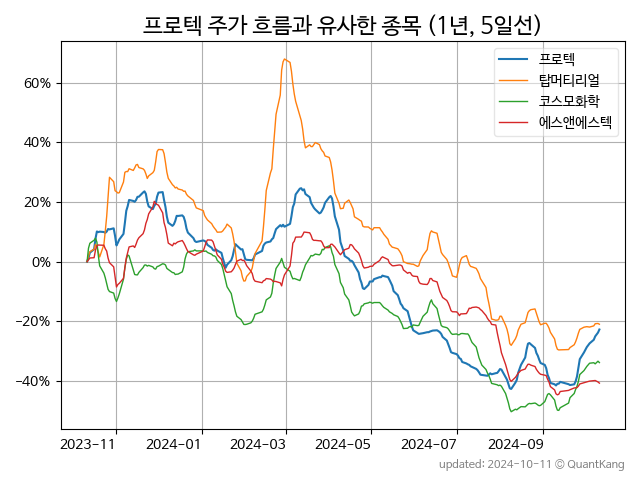 프로텍 주가 흐름과 유사한 종목 (1년, 5일선)
프로텍
탑머티리얼
코스모화학
에스앤에스텍
60%
40%
20%
0%
−20%
−40%
2023-11
2024-01
2024-03
2024-05
2024-07
2024-09
updated: 2024-10-11 © QuantKang